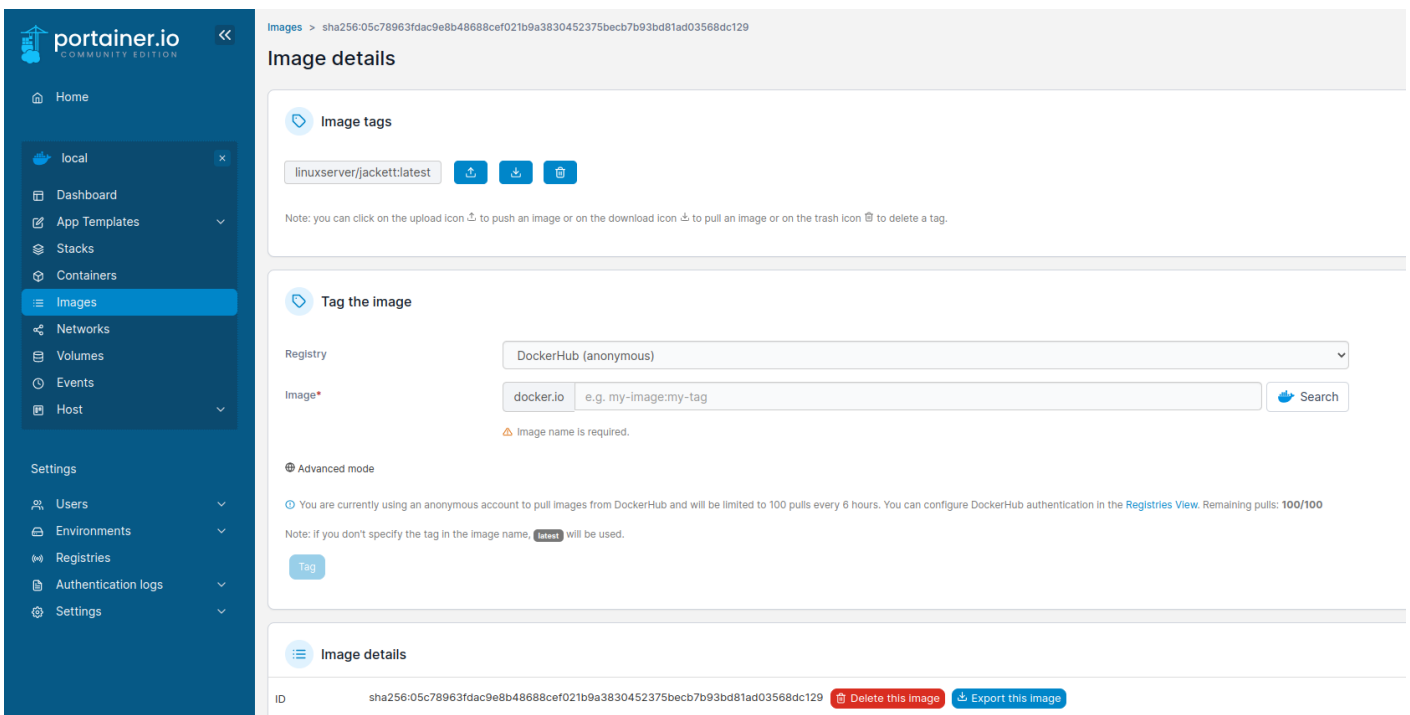 portainer.io
COMMUNITY EDITION
Home
local
Dashboard
App Templates
Stacks
Containers
Images
Networks
Volumes
Events
Host
Settings
Users
Environments
Registries
Authentication logs
Settings
Images > sha256:05c78963fdac9e8b48688cef021b9a3830452375becb7b93bd81ad03568dc129
Image details
Image tags
linuxserver/jackett:latest
Note: you can click on the upload icon to push an image or on the download icon to pull an image or on the trash icon to delete a tag.
Tag the image
Registry DockerHub (anonymous)
Image* docker.io e.g. my-image:my-tag Search
Image name is required.
Advanced mode
You are currently using an anonymous account to pull images from DockerHub and will be limited to 100 pulls every 6 hours. You can configure DockerHub authentication in the Registries View. Remaining pulls: 100/100
Note: if you don't specify the tag in the image name, latest will be used.
Tag
Image details
ID sha256:05c78963fdac9e8b48688cef021b9a3830452375becb7b93bd81ad03568dc129 Delete this image Export this image